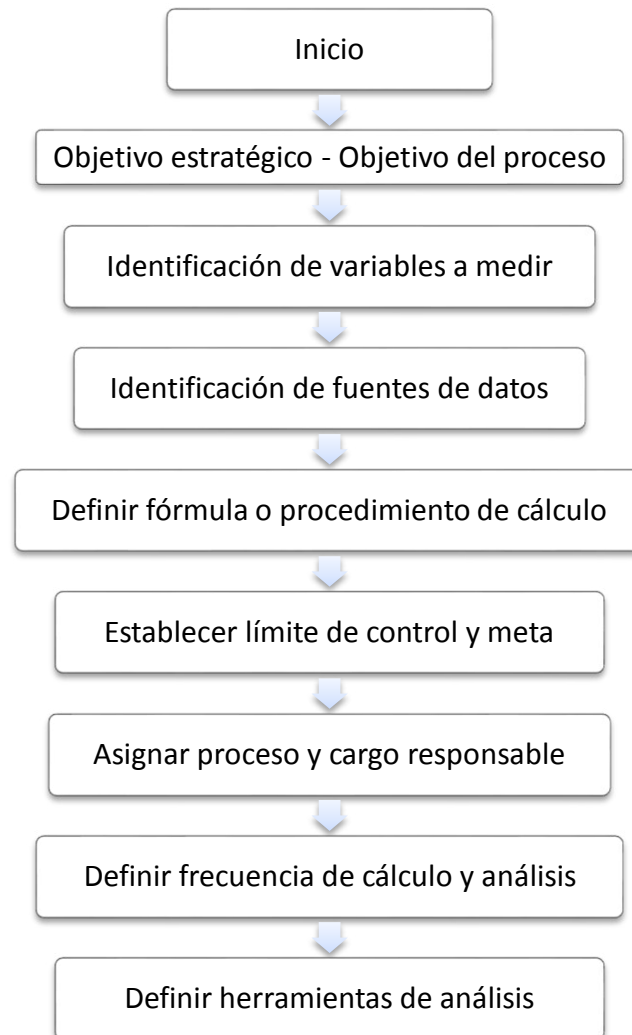 Inicio
Objetivo estratégico - Objetivo del proceso
Identificación de variables a medir
Identificación de fuentes de datos
Definir fórmula o procedimiento de cálculo
Establecer límite de control y meta
Asignar proceso y cargo responsable
Definir frecuencia de cálculo y análisis
Definir herramientas de análisis